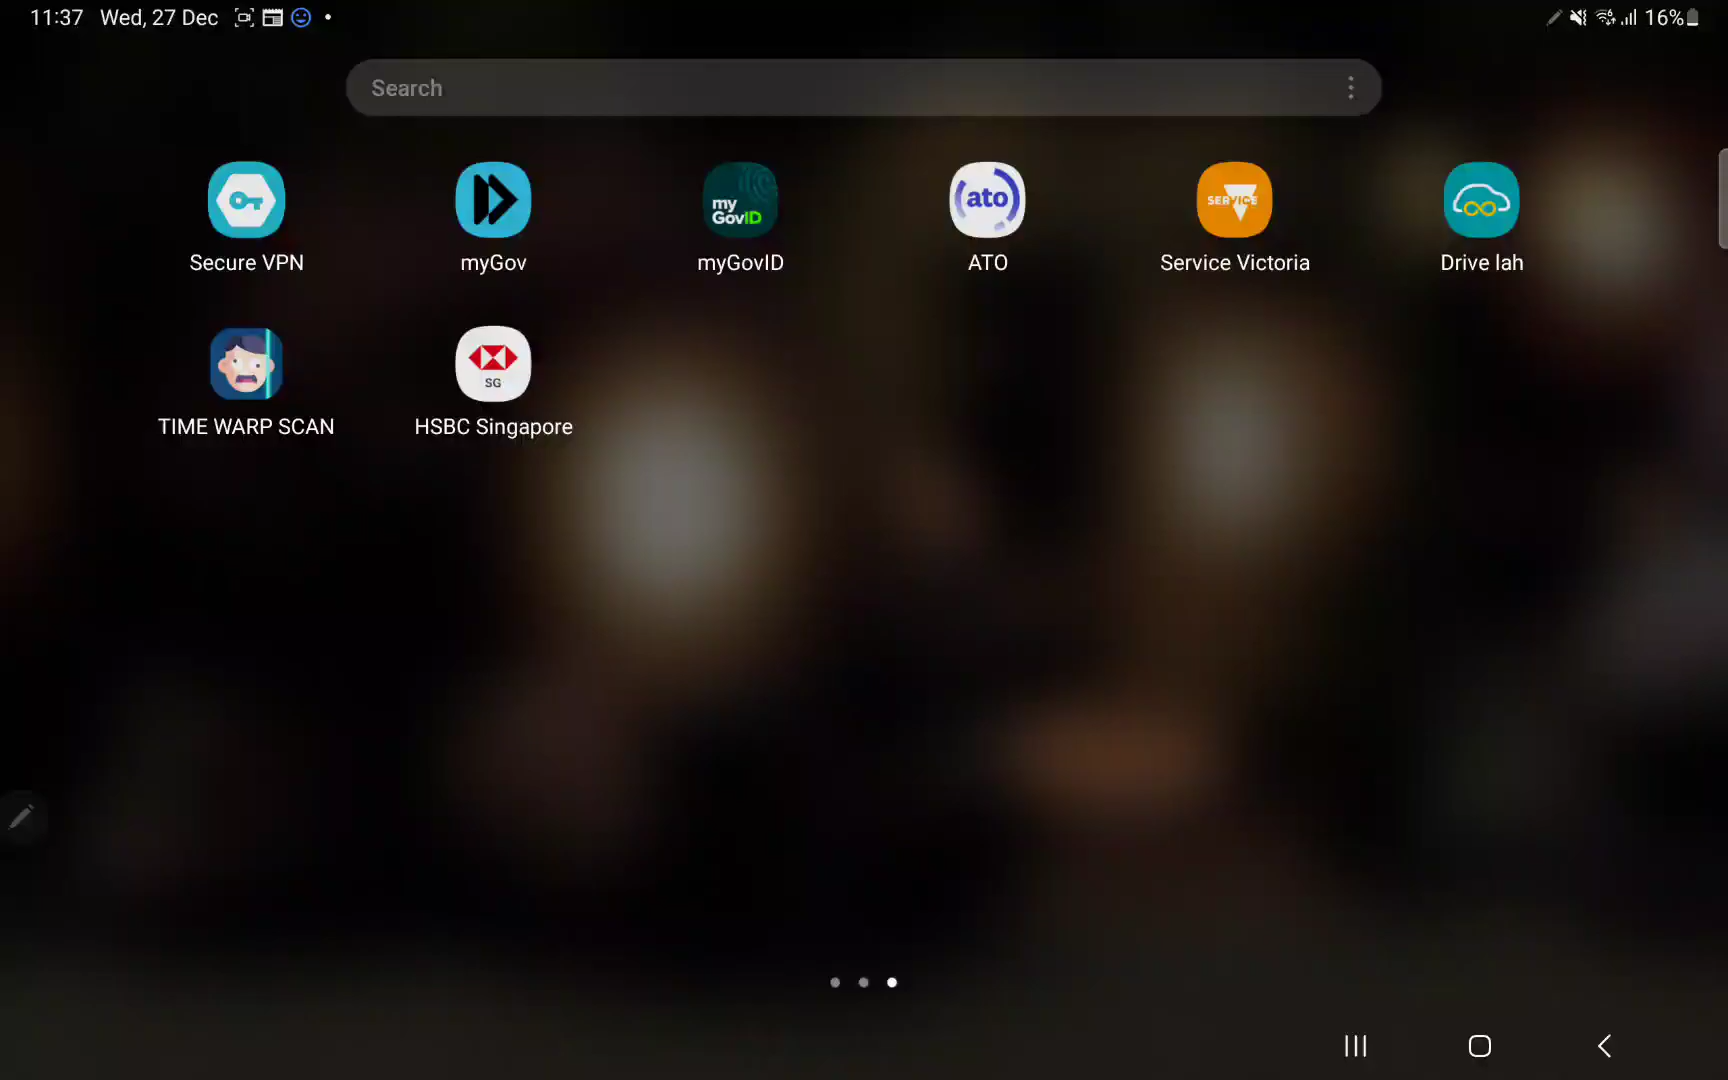 11:37 Wed, 27 Dec 16%
Search
my
GovID
ato
SERVICE
Secure VPN myGov myGovID ATO Service Victoria Drive lah
SG
TIME WARP SCAN HSBC Singapore